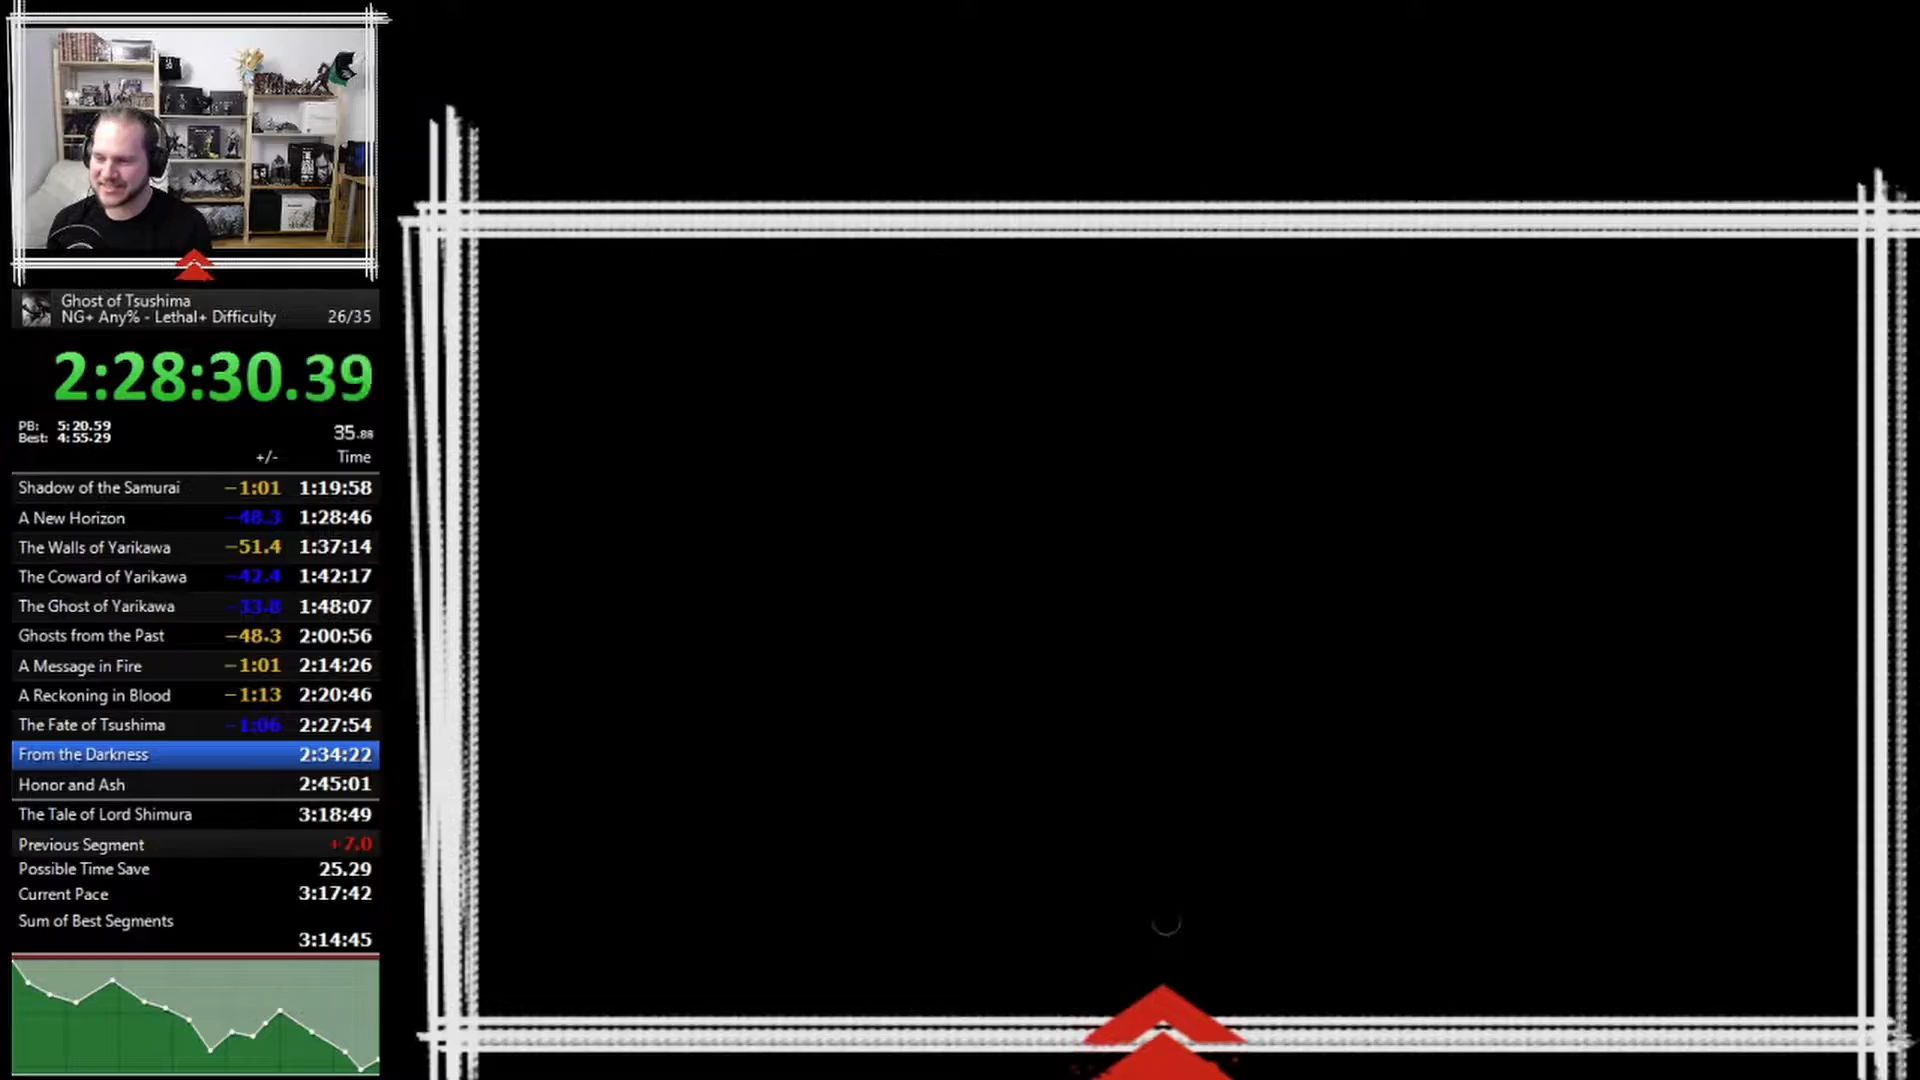 Ghost of Tsushima
NG+ Any% - Lethal+ Difficulty 26/35
2:28:30.39
PB: 5:20.59
Best: 4:55.29
35.88
+/- Time
Shadow of the Samurai −1:01 1:19:58
A New Horizon −48.3 1:28:46
The Walls of Yarikawa −51.4 1:37:14
The Coward of Yarikawa −42.4 1:42:17
The Ghost of Yarikawa −33.8 1:48:07
Ghosts from the Past −48.3 2:00:56
A Message in Fire −1:01 2:14:26
A Reckoning in Blood −1:13 2:20:46
The Fate of Tsushima −1:06 2:27:54
From the Darkness 2:34:22
Honor and Ash 2:45:01
The Tale of Lord Shimura 3:18:49
Previous Segment +7.0
Possible Time Save 25.29
Current Pace 3:17:42
Sum of Best Segments
3:14:45